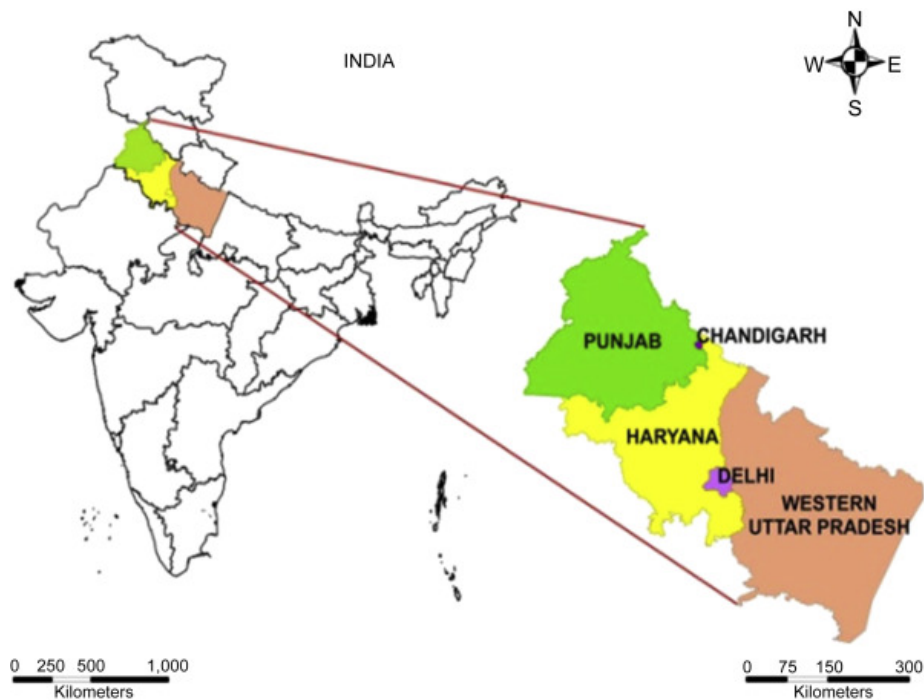 INDIA
N
W E
S
PUNJAB
CHANDIGARH
HARYANA
DELHI
WESTERN
UTTAR PRADESH
0 250 500 1,000
Kilometers
0 75 150 300
Kilometers